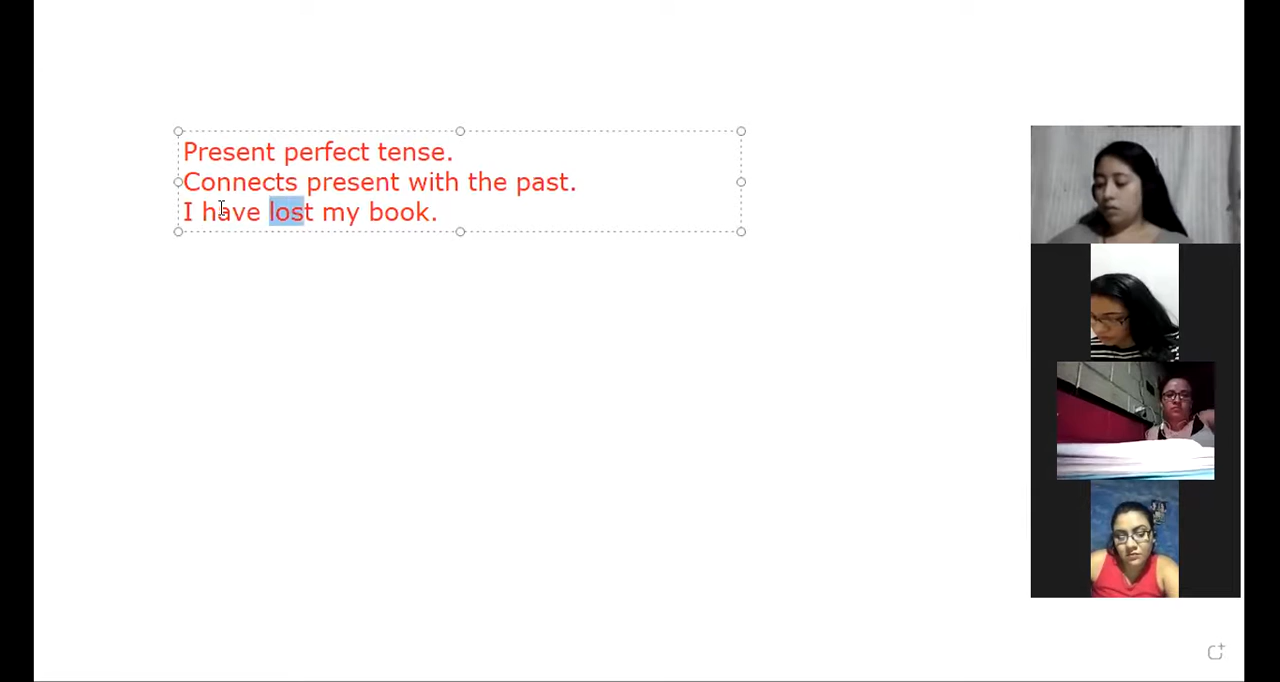 Present perfect tense.
Connects present with the past.
I have lost my book.